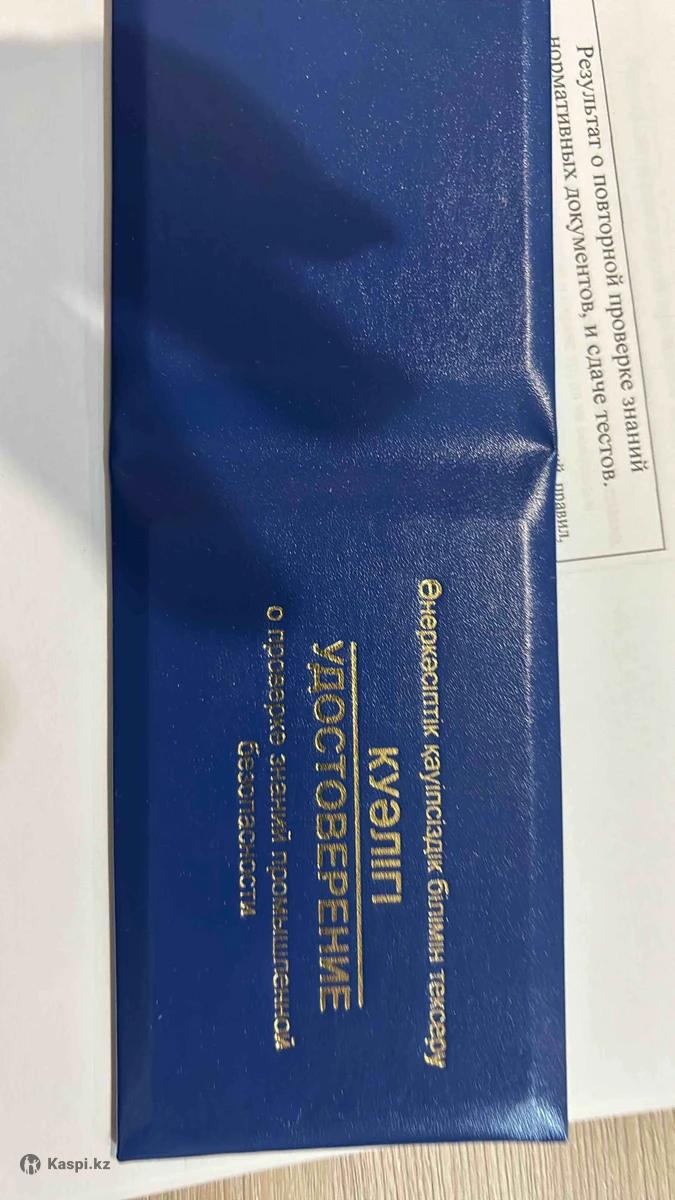 Результат о повторной проверке знаний
нормативных документов, и сдаче тестов.
правил,
Өнеркәсіптік қауіпсіздік білімін тексеру
КУӘЛІГІ
УДОСТОВЕРЕНИЕ
о проверке знаний промышленной
безопасности
Kaspi.kz